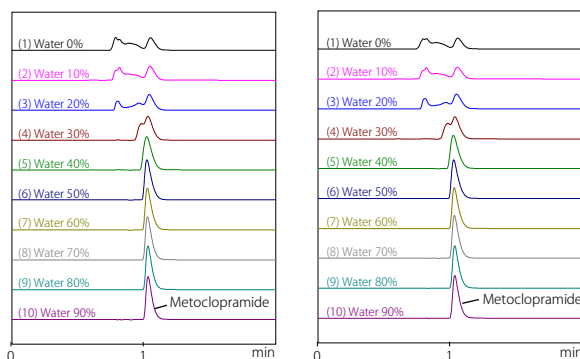 (1) Water 0%
(2) Water 10%
(3) Water 20%
(4) Water 30%
(5) Water 40%
(6) Water 50%
(7) Water 60%
(8) Water 70%
(9) Water 80%
(10) Water 90%
Metoclopramide
0 1 min
(1) Water 0%
(2) Water 10%
(3) Water 20%
(4) Water 30%
(5) Water 40%
(6) Water 50%
(7) Water 60%
(8) Water 70%
(9) Water 80%
(10) Water 90%
Metoclopramide
0 1 min